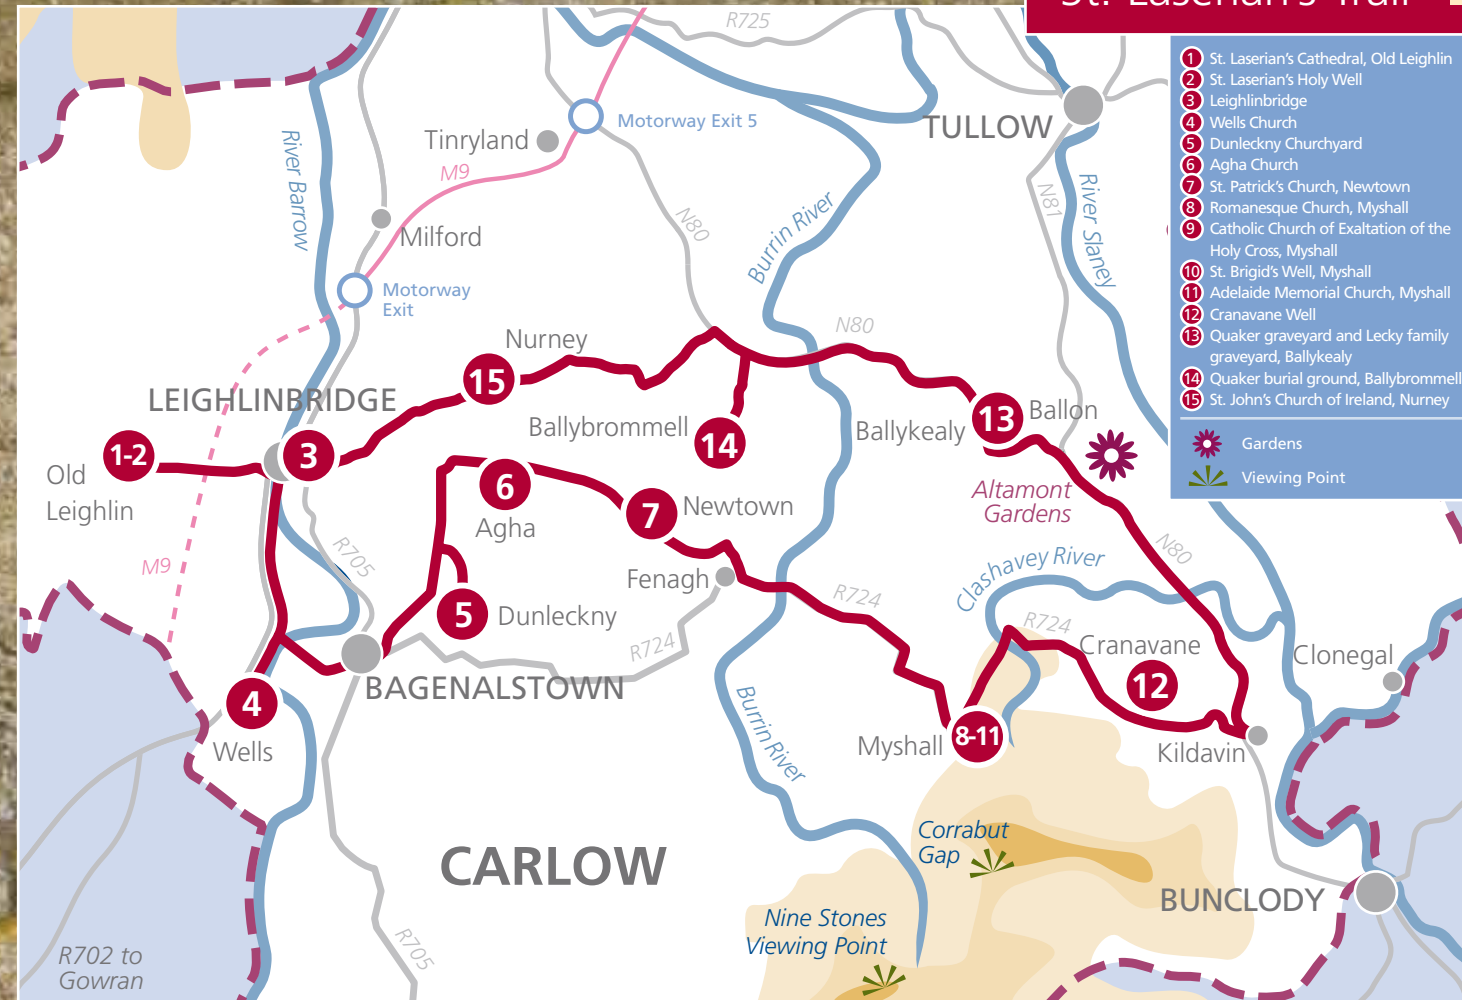 St. Laserian's Trail
1 St. Laserian's Cathedral, Old Leighlin
2 St. Laserian's Holy Well
3 Leighlinbridge
4 Wells Church
5 Dunleckny Churchyard
6 Agha Church
7 St. Patrick's Church, Newtown
8 Romanesque Church, Myshall
9 Catholic Church of Exaltation of the
Holy Cross, Myshall
10 St. Brigid's Well, Myshall
11 Adelaide Memorial Church, Myshall
12 Cranavane Well
13 Quaker graveyard and Lecky family
graveyard, Ballykealy
14 Quaker burial ground, Ballybrommell
15 St. John's Church of Ireland, Nurney
Gardens
Viewing Point
R725
Motorway Exit 5
TULLOW
Tinryland
M9
River Barrow
N80
N81
River Slaney
Milford
Burrin River
Motorway
Exit
N80
Nurney
15
LEIGHLINBRIDGE
Ballybrommell
14
Ballykealy
13
Ballon
1-2
3
Old
Leighlin
6
Agha
7
Newtown
Altamont
Gardens
M9
R705
N80
Fenagh
Clashavey River
R724
5
Dunleckny
R724
R724
Cranavane
12
Clonegal
BAGENALSTOWN
4
Wells
Burrin River
Myshall
8-11
Kildavin
CARLOW
Corrabut
Gap
BUNCLODY
Nine Stones
Viewing Point
R702 to
Gowran
R705